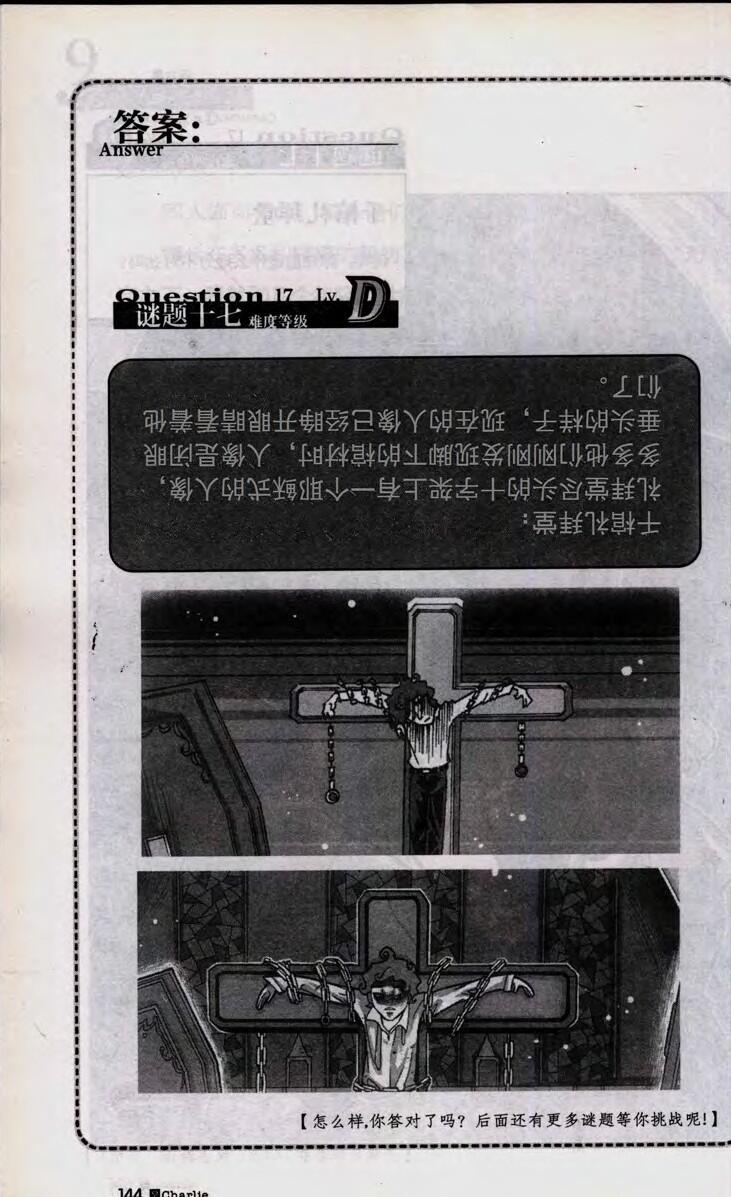 答案：
Answer
Question 17 Lv. D
谜题十七 难度等级
千棺礼拜堂：
礼拜堂尽头的十字架上有一个耶稣式的人像，
多多他们刚刚发现脚下的棺材时，人像是闭眼
垂头的样子，现在的人像已经睁开眼睛看着他
们了。
【怎么样,你答对了吗？后面还有更多谜题等你挑战呢!】
144 Charlie